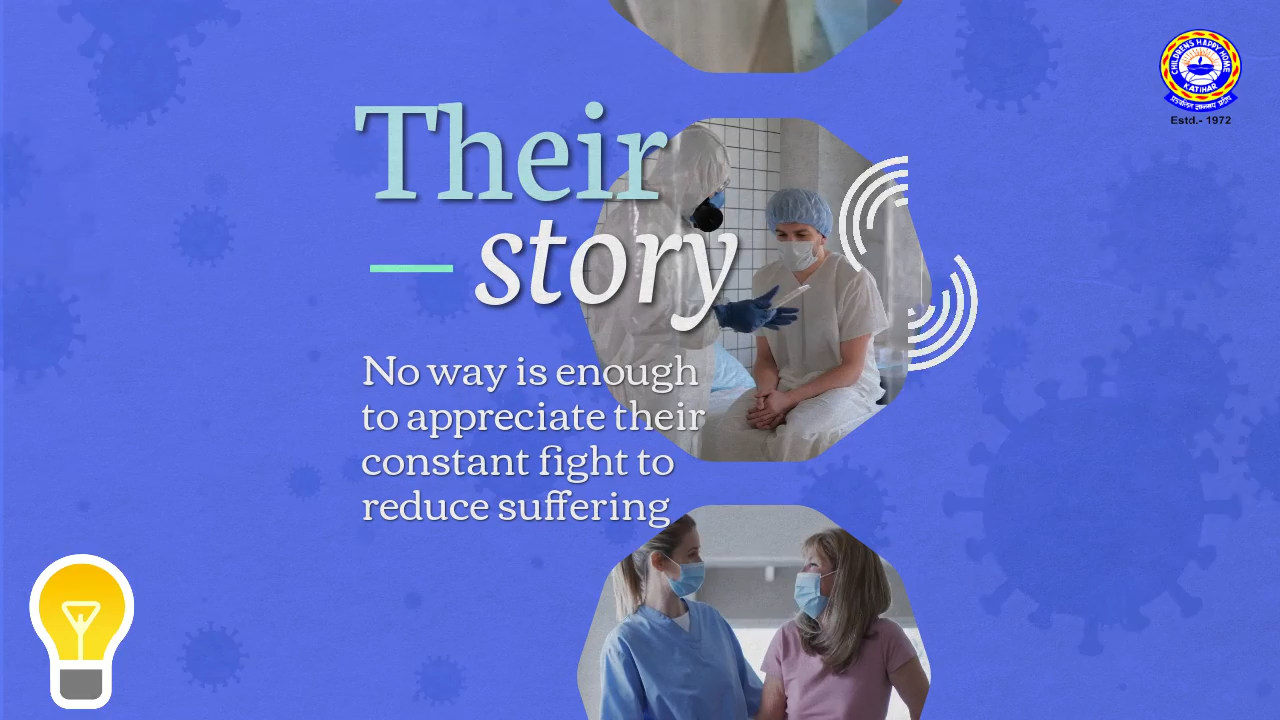 Their
story
No way is enough
to appreciate their
constant fight to
reduce suffering
CHILDREN'S HAPPY HOME
KATIHAR
Estd.- 1972